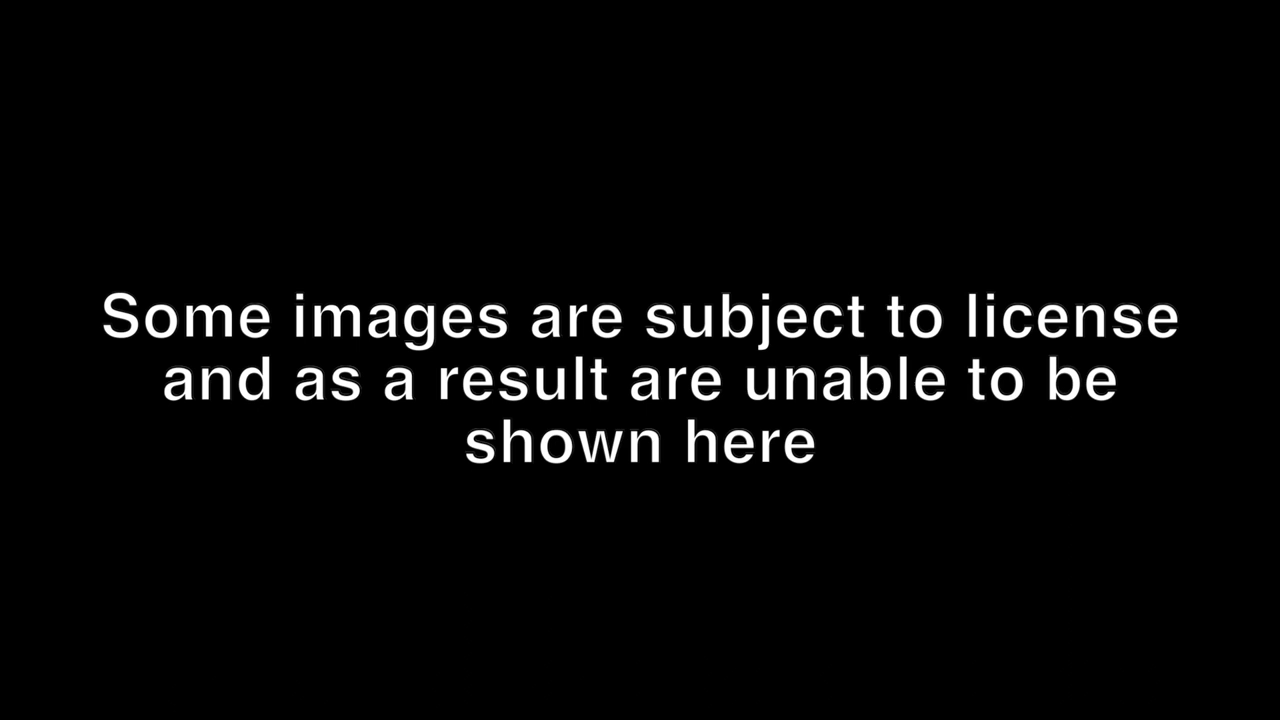 Some images are subject to license
and as a result are unable to be
shown here